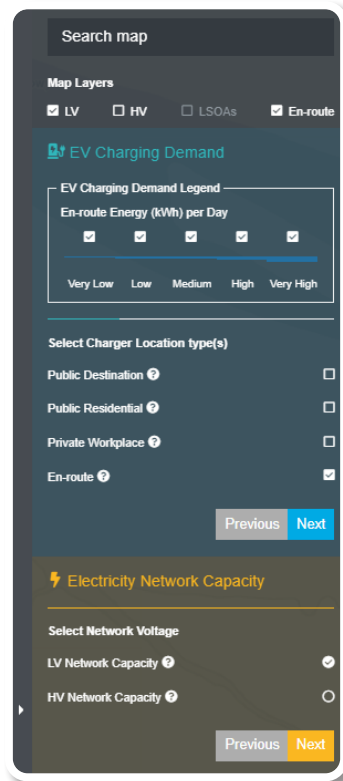 Search map
Map Layers
LV HV LSOAs En-route
EV Charging Demand
EV Charging Demand Legend
En-route Energy (kWh) per Day
Very Low Low Medium High Very High
Select Charger Location type(s)
Public Destination ?
Public Residential ?
Private Workplace ?
En-route ?
Previous Next
Electricity Network Capacity
Select Network Voltage
LV Network Capacity ?
HV Network Capacity ?
Previous Next